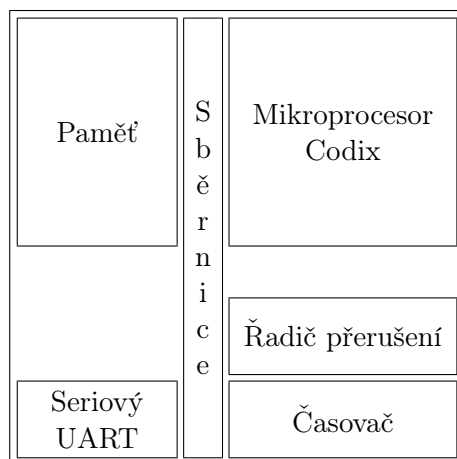 Paměť
S
b
ě
r
n
i
c
e
Mikroprocesor
Codix
Řadič přerušení
Seriový
UART
Časovač